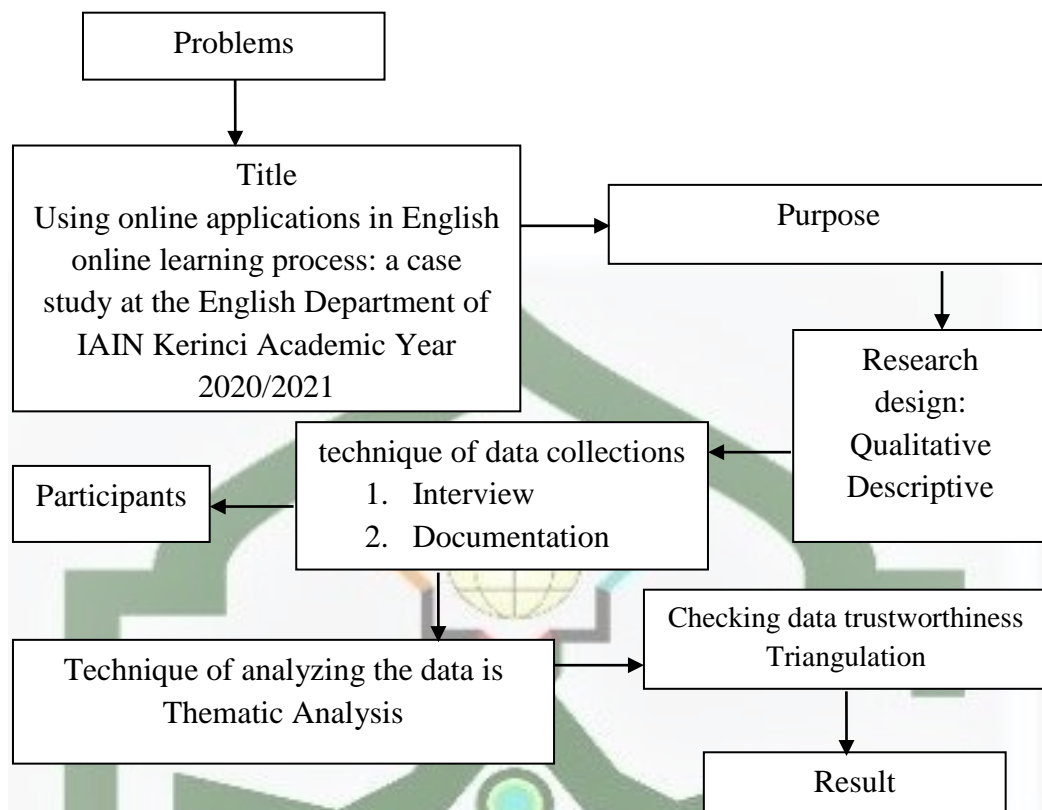 Problems
Title
Using online applications in English
online learning process: a case
study at the English Department of
IAIN Kerinci Academic Year
2020/2021
Purpose
Research
design:
Qualitative
Descriptive
technique of data collections
1. Interview
2. Documentation
Participants
Technique of analyzing the data is
Thematic Analysis
Checking data trustworthiness
Triangulation
Result